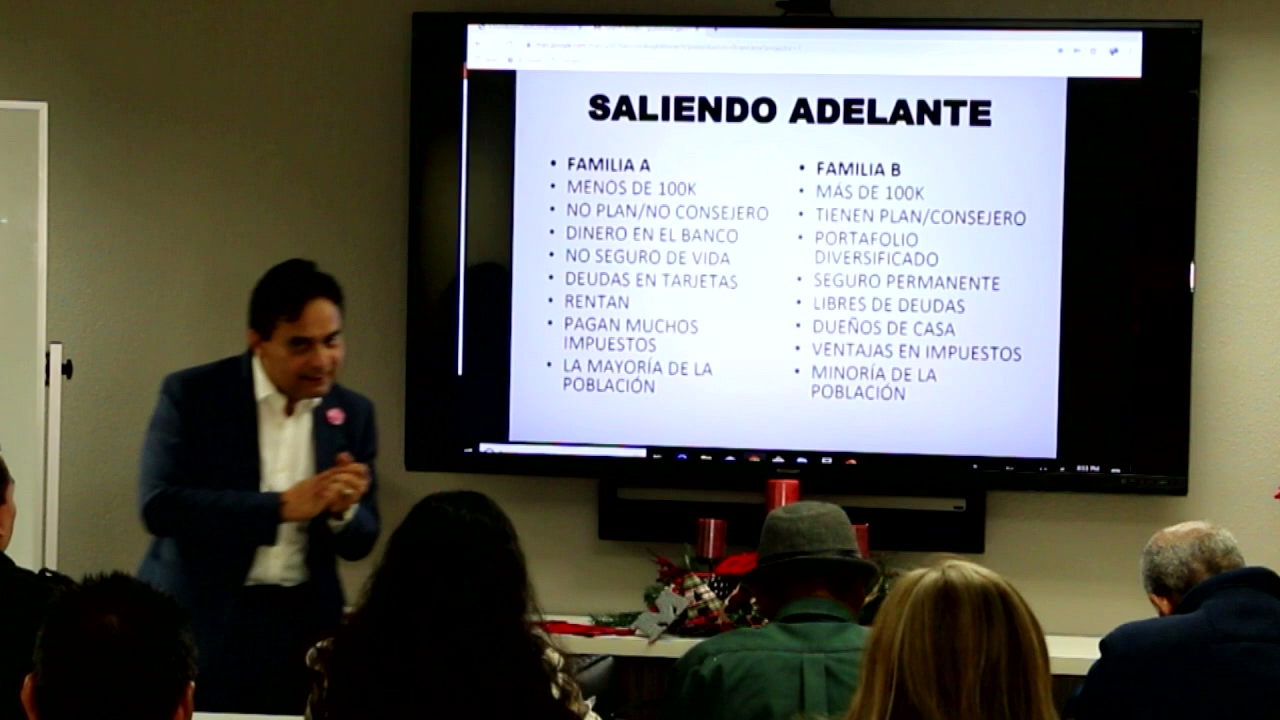 SALIENDO ADELANTE
• FAMILIA A
• MENOS DE 100K
• NO PLAN/NO CONSEJERO
• DINERO EN EL BANCO
• NO SEGURO DE VIDA
• DEUDAS EN TARJETAS
• RENTAN
• PAGAN MUCHOS
IMPUESTOS
• LA MAYORÍA DE LA
POBLACIÓN
• FAMILIA B
• MÁS DE 100K
• TIENEN PLAN/CONSEJERO
• PORTAFOLIO
DIVERSIFICADO
• SEGURO PERMANENTE
• LIBRES DE DEUDAS
• DUEÑOS DE CASA
• VENTAJAS EN IMPUESTOS
• MINORÍA DE LA
POBLACIÓN